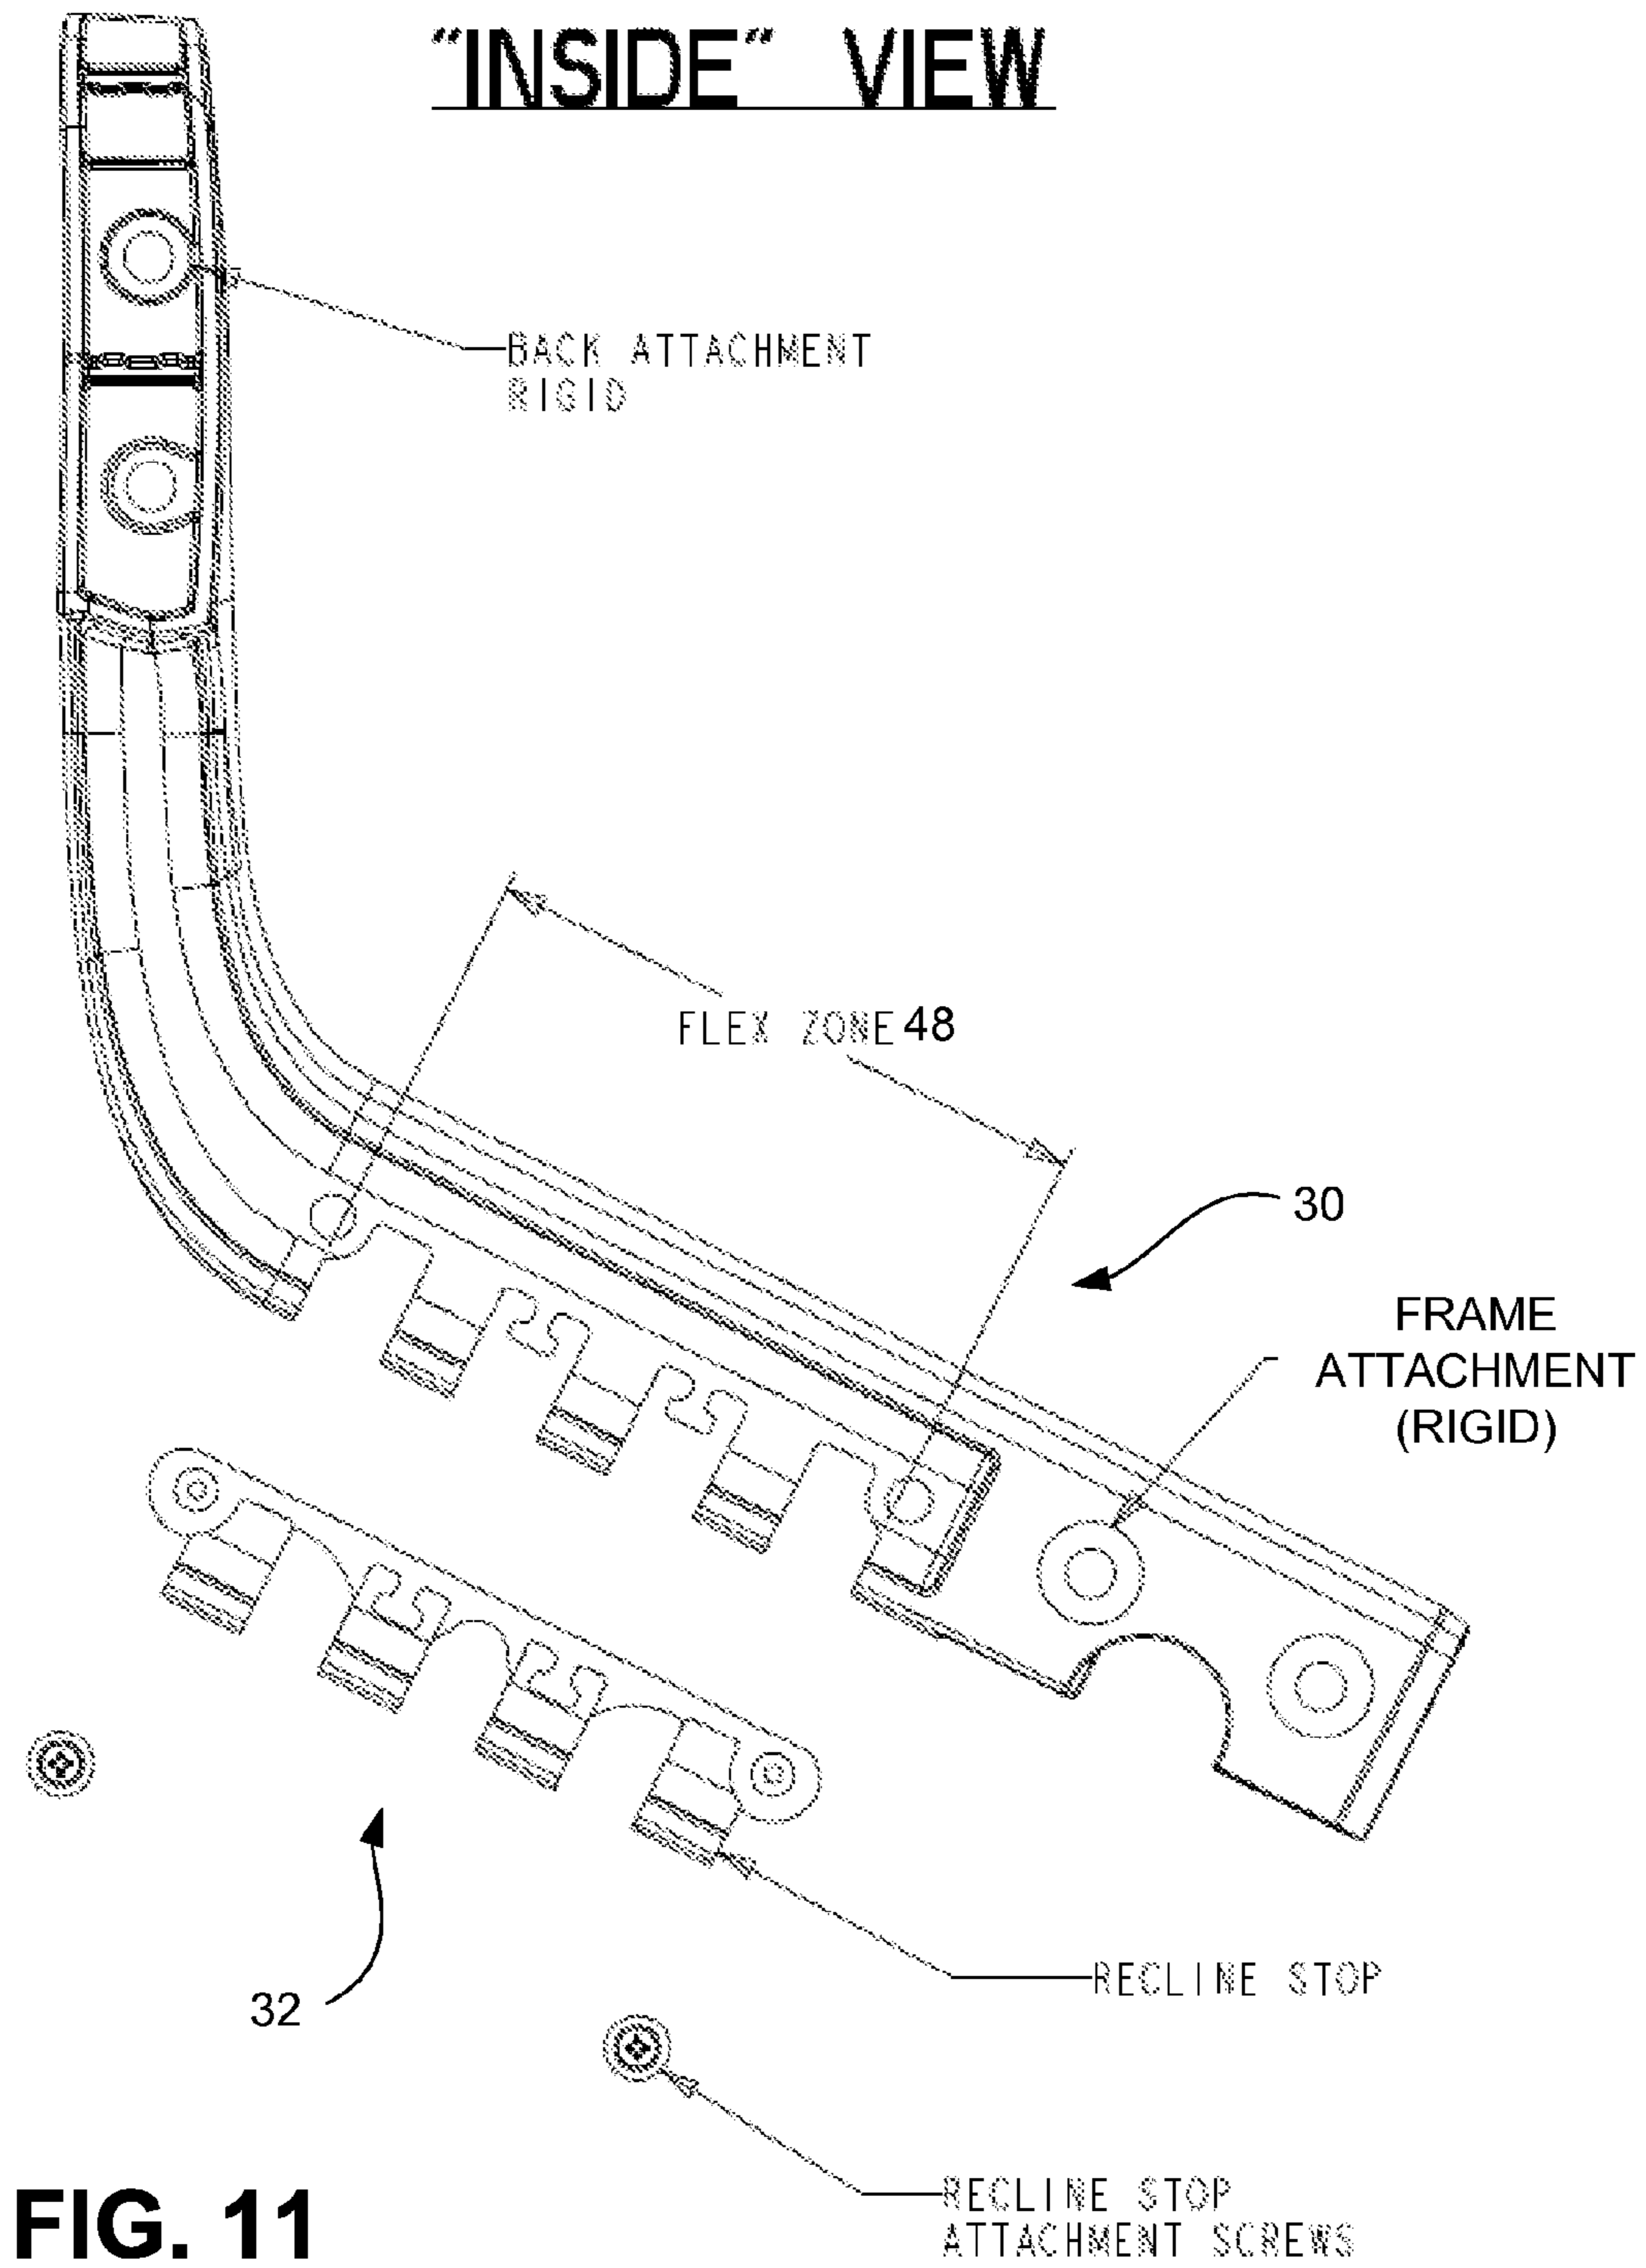 "INSIDE" VIEW
BACK ATTACHMENT
RIGID
FLEX ZONE 48
30
FRAME
ATTACHMENT
(RIGID)
RECLINE STOP
32
RECLINE STOP
ATTACHMENT SCREWS
FIG. 11